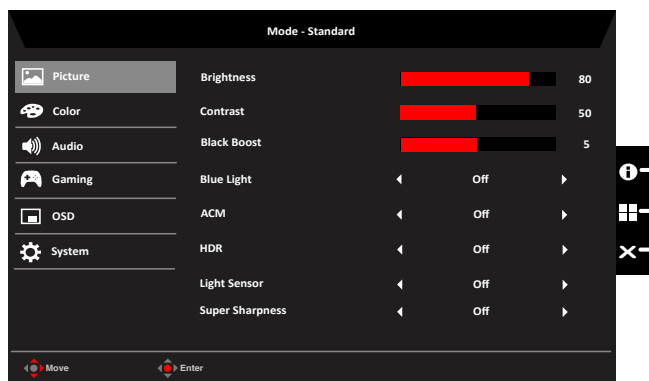 Mode - Standard
Picture
Color
Audio
Gaming
OSD
System
Brightness 80
Contrast 50
Black Boost 5
Blue Light Off
ACM Off
HDR Off
Light Sensor Off
Super Sharpness Off
Move Enter